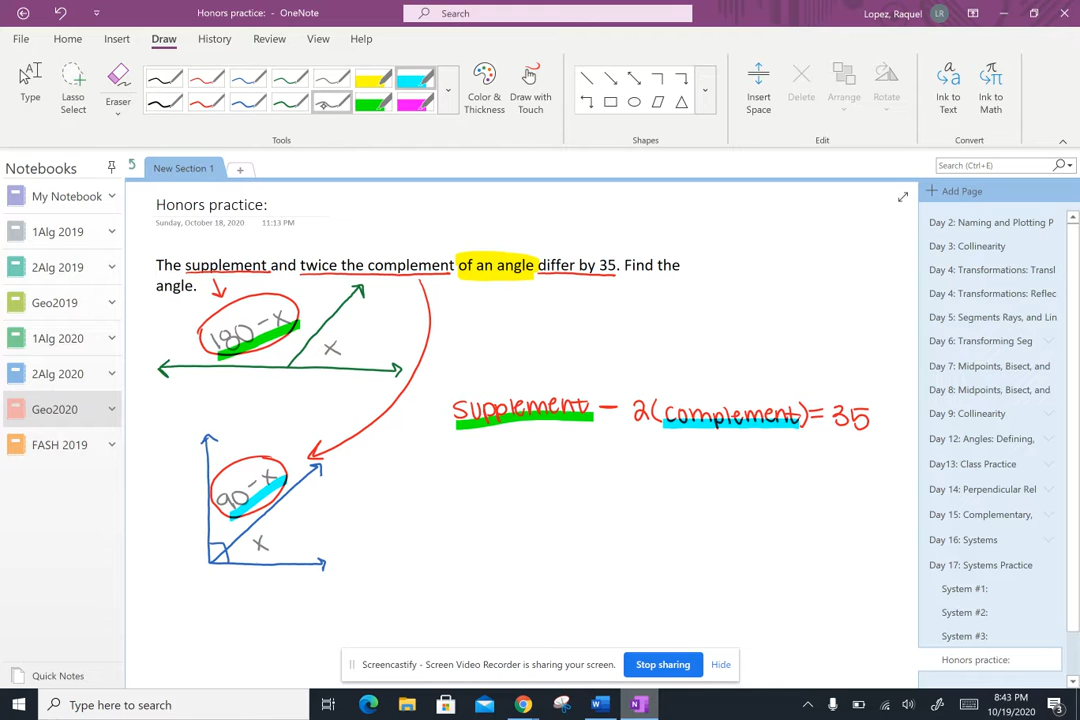 Honors practice: - OneNote
Search
Lopez, Raquel
LR
File
Home
Insert
Draw
History
Review
View
Help
Type
Lasso Select
Eraser
Color & Thickness
Draw with Touch
Insert Space
Delete
Arrange
Rotate
Ink to Text
Ink to Math
Tools
Shapes
Edit
Convert
Notebooks
5
New Section 1
+
Search (Ctrl+E)
My Notebook
1Alg 2019
2Alg 2019
Geo2019
1Alg 2020
2Alg 2020
Geo2020
FASH 2019
Quick Notes
Honors practice:
Sunday, October 18, 2020 11:13 PM
The supplement and twice the complement of an angle differ by 35. Find the
angle.
180 - x
x
supplement - 2(complement) = 35
90 - x
x
Add Page
Day 2: Naming and Plotting P
Day 3: Collinearity
Day 4: Transformations: Transl
Day 4: Transformations: Reflec
Day 5: Segments Rays, and Lin
Day 6: Transforming Seg
Day 7: Midpoints, Bisect, and
Day 8: Midpoints, Bisect, and
Day 9: Collinearity
Day 12: Angles: Defining,
Day13: Class Practice
Day 14: Perpendicular Rel
Day 15: Complementary,
Day 16: Systems
Day 17: Systems Practice
System #1:
System #2:
System #3:
Honors practice:
Screencastify - Screen Video Recorder is sharing your screen.
Stop sharing
Hide
Type here to search
8:43 PM
10/19/2020
3